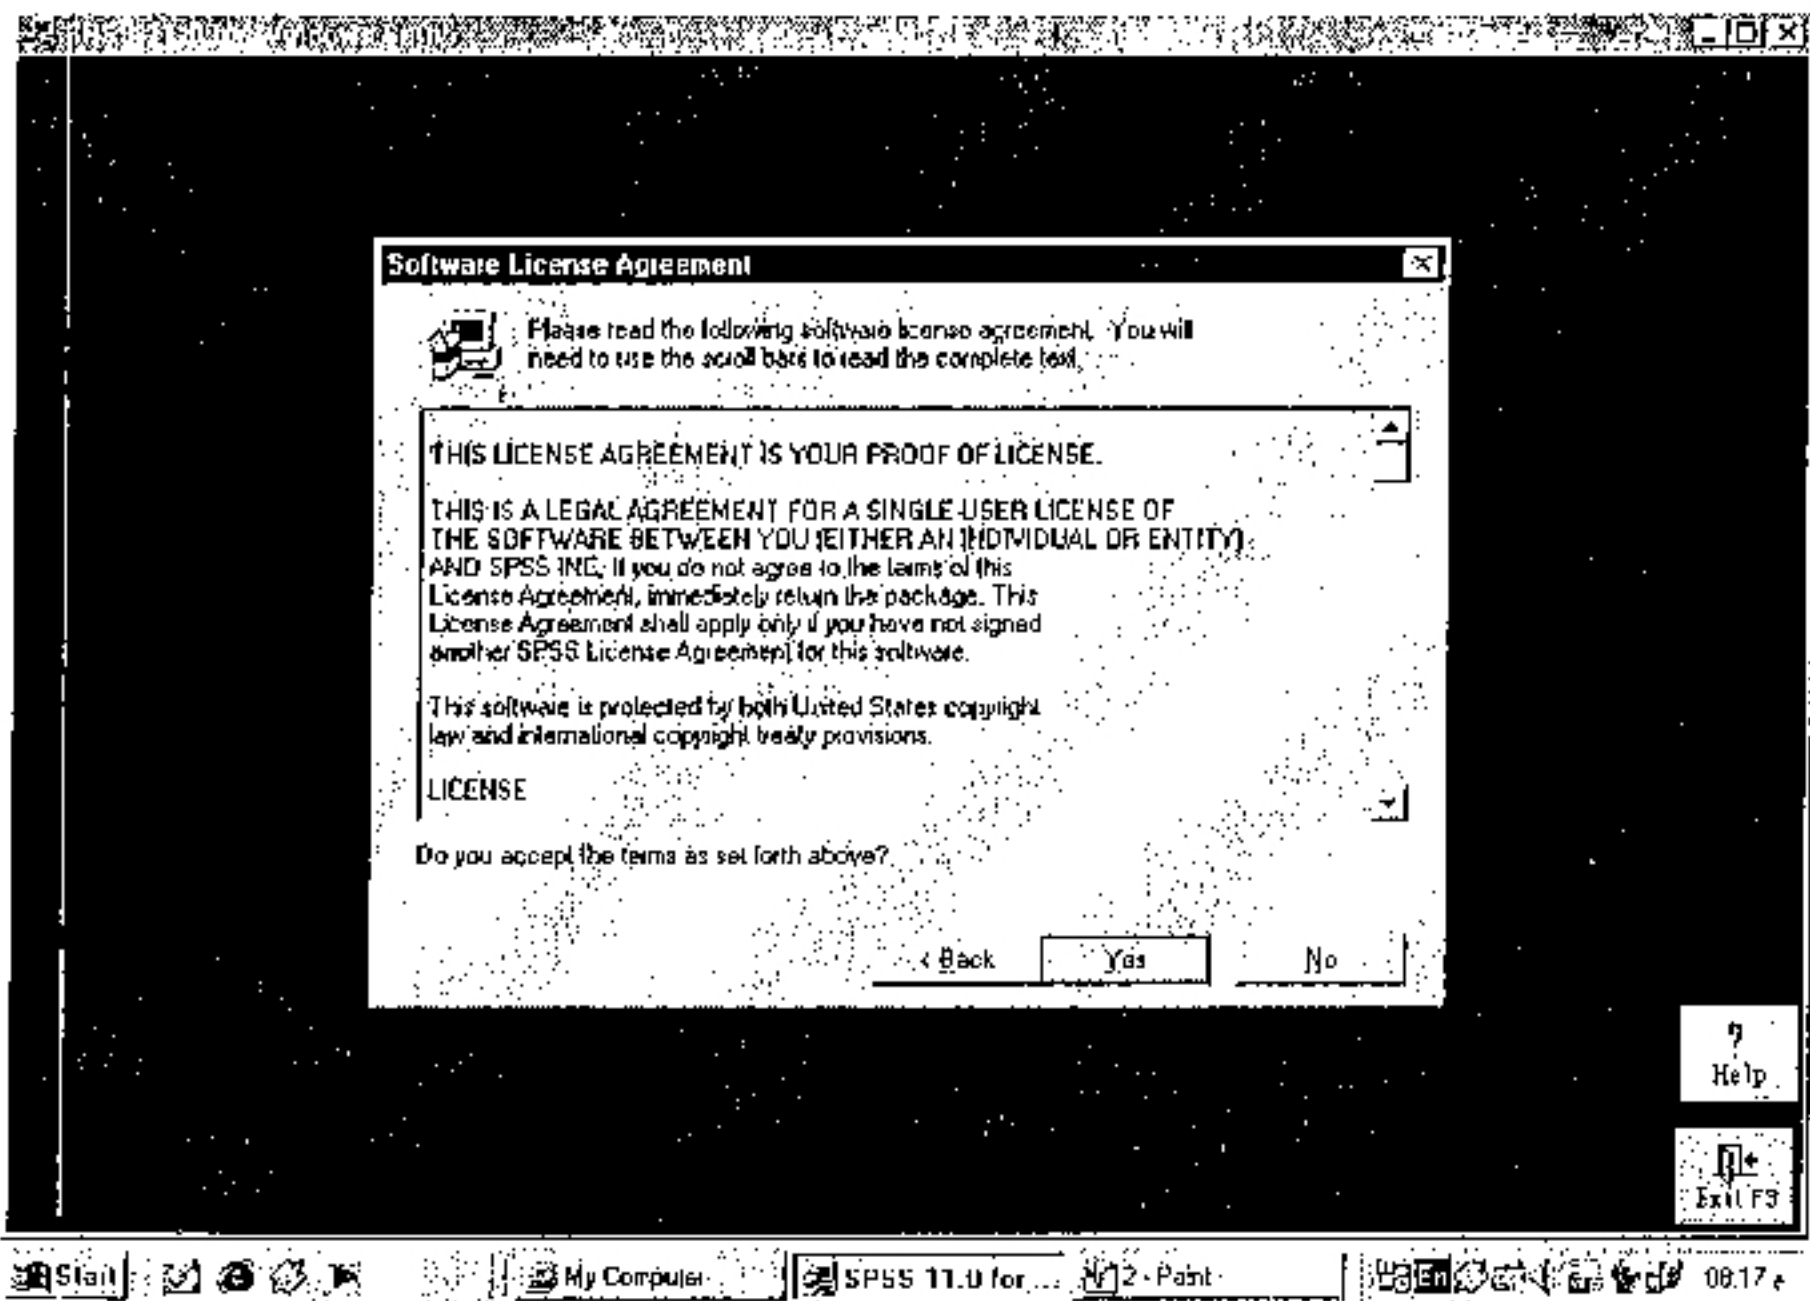 Software License Agreement
Please read the following software license agreement. You will
need to use the scroll bars to read the complete text.
THIS LICENSE AGREEMENT IS YOUR PROOF OF LICENSE.
THIS IS A LEGAL AGREEMENT FOR A SINGLE-USER LICENSE OF
THE SOFTWARE BETWEEN YOU (EITHER AN INDIVIDUAL OR ENTITY)
AND SPSS INC. If you do not agree to the terms of this
License Agreement, immediately return the package. This
License Agreement shall apply only if you have not signed
another SPSS License Agreement for this software.
This software is protected by both United States copyright
law and international copyright treaty provisions.
LICENSE
Do you accept the terms as set forth above?
< Back
Yes
No
?
Help
Exit F3
Start
My Computer
SPSS 11.0 for ...
2 - Paint
En
08:17 م